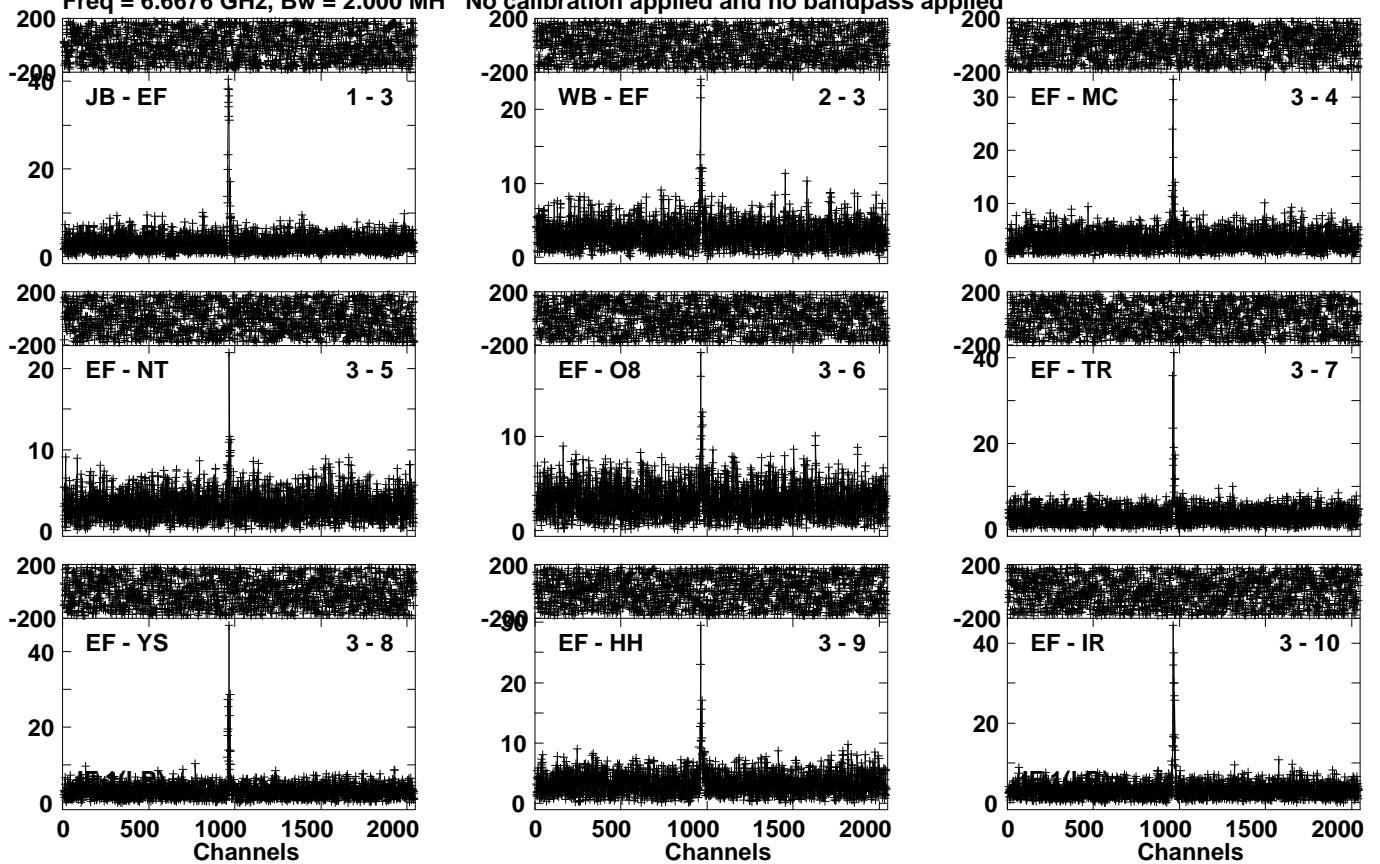 Freq = 6.6676 GHz, Bw = 2.000 MH No calibration applied and no bandpass applied
200 200 200
-200 -200 -200
40
JB - EF 1 - 3 WB - EF 2 - 3 EF - MC 3 - 4
30
20
20
20
10
10
0 0 0
200 200 200
-200 -200 -200
40
EF - NT 3 - 5 EF - O8 3 - 6 EF - TR 3 - 7
20
20
10 10
0 0 0
200 200 200
-200 -200 -200
30
EF - YS 3 - 8 EF - HH 3 - 9 EF - IR 3 - 10
40 40
20
20 20
10
0 0 0
0 500 1000 1500 2000 0 500 1000 1500 2000 0 500 1000 1500 2000
Channels Channels Channels